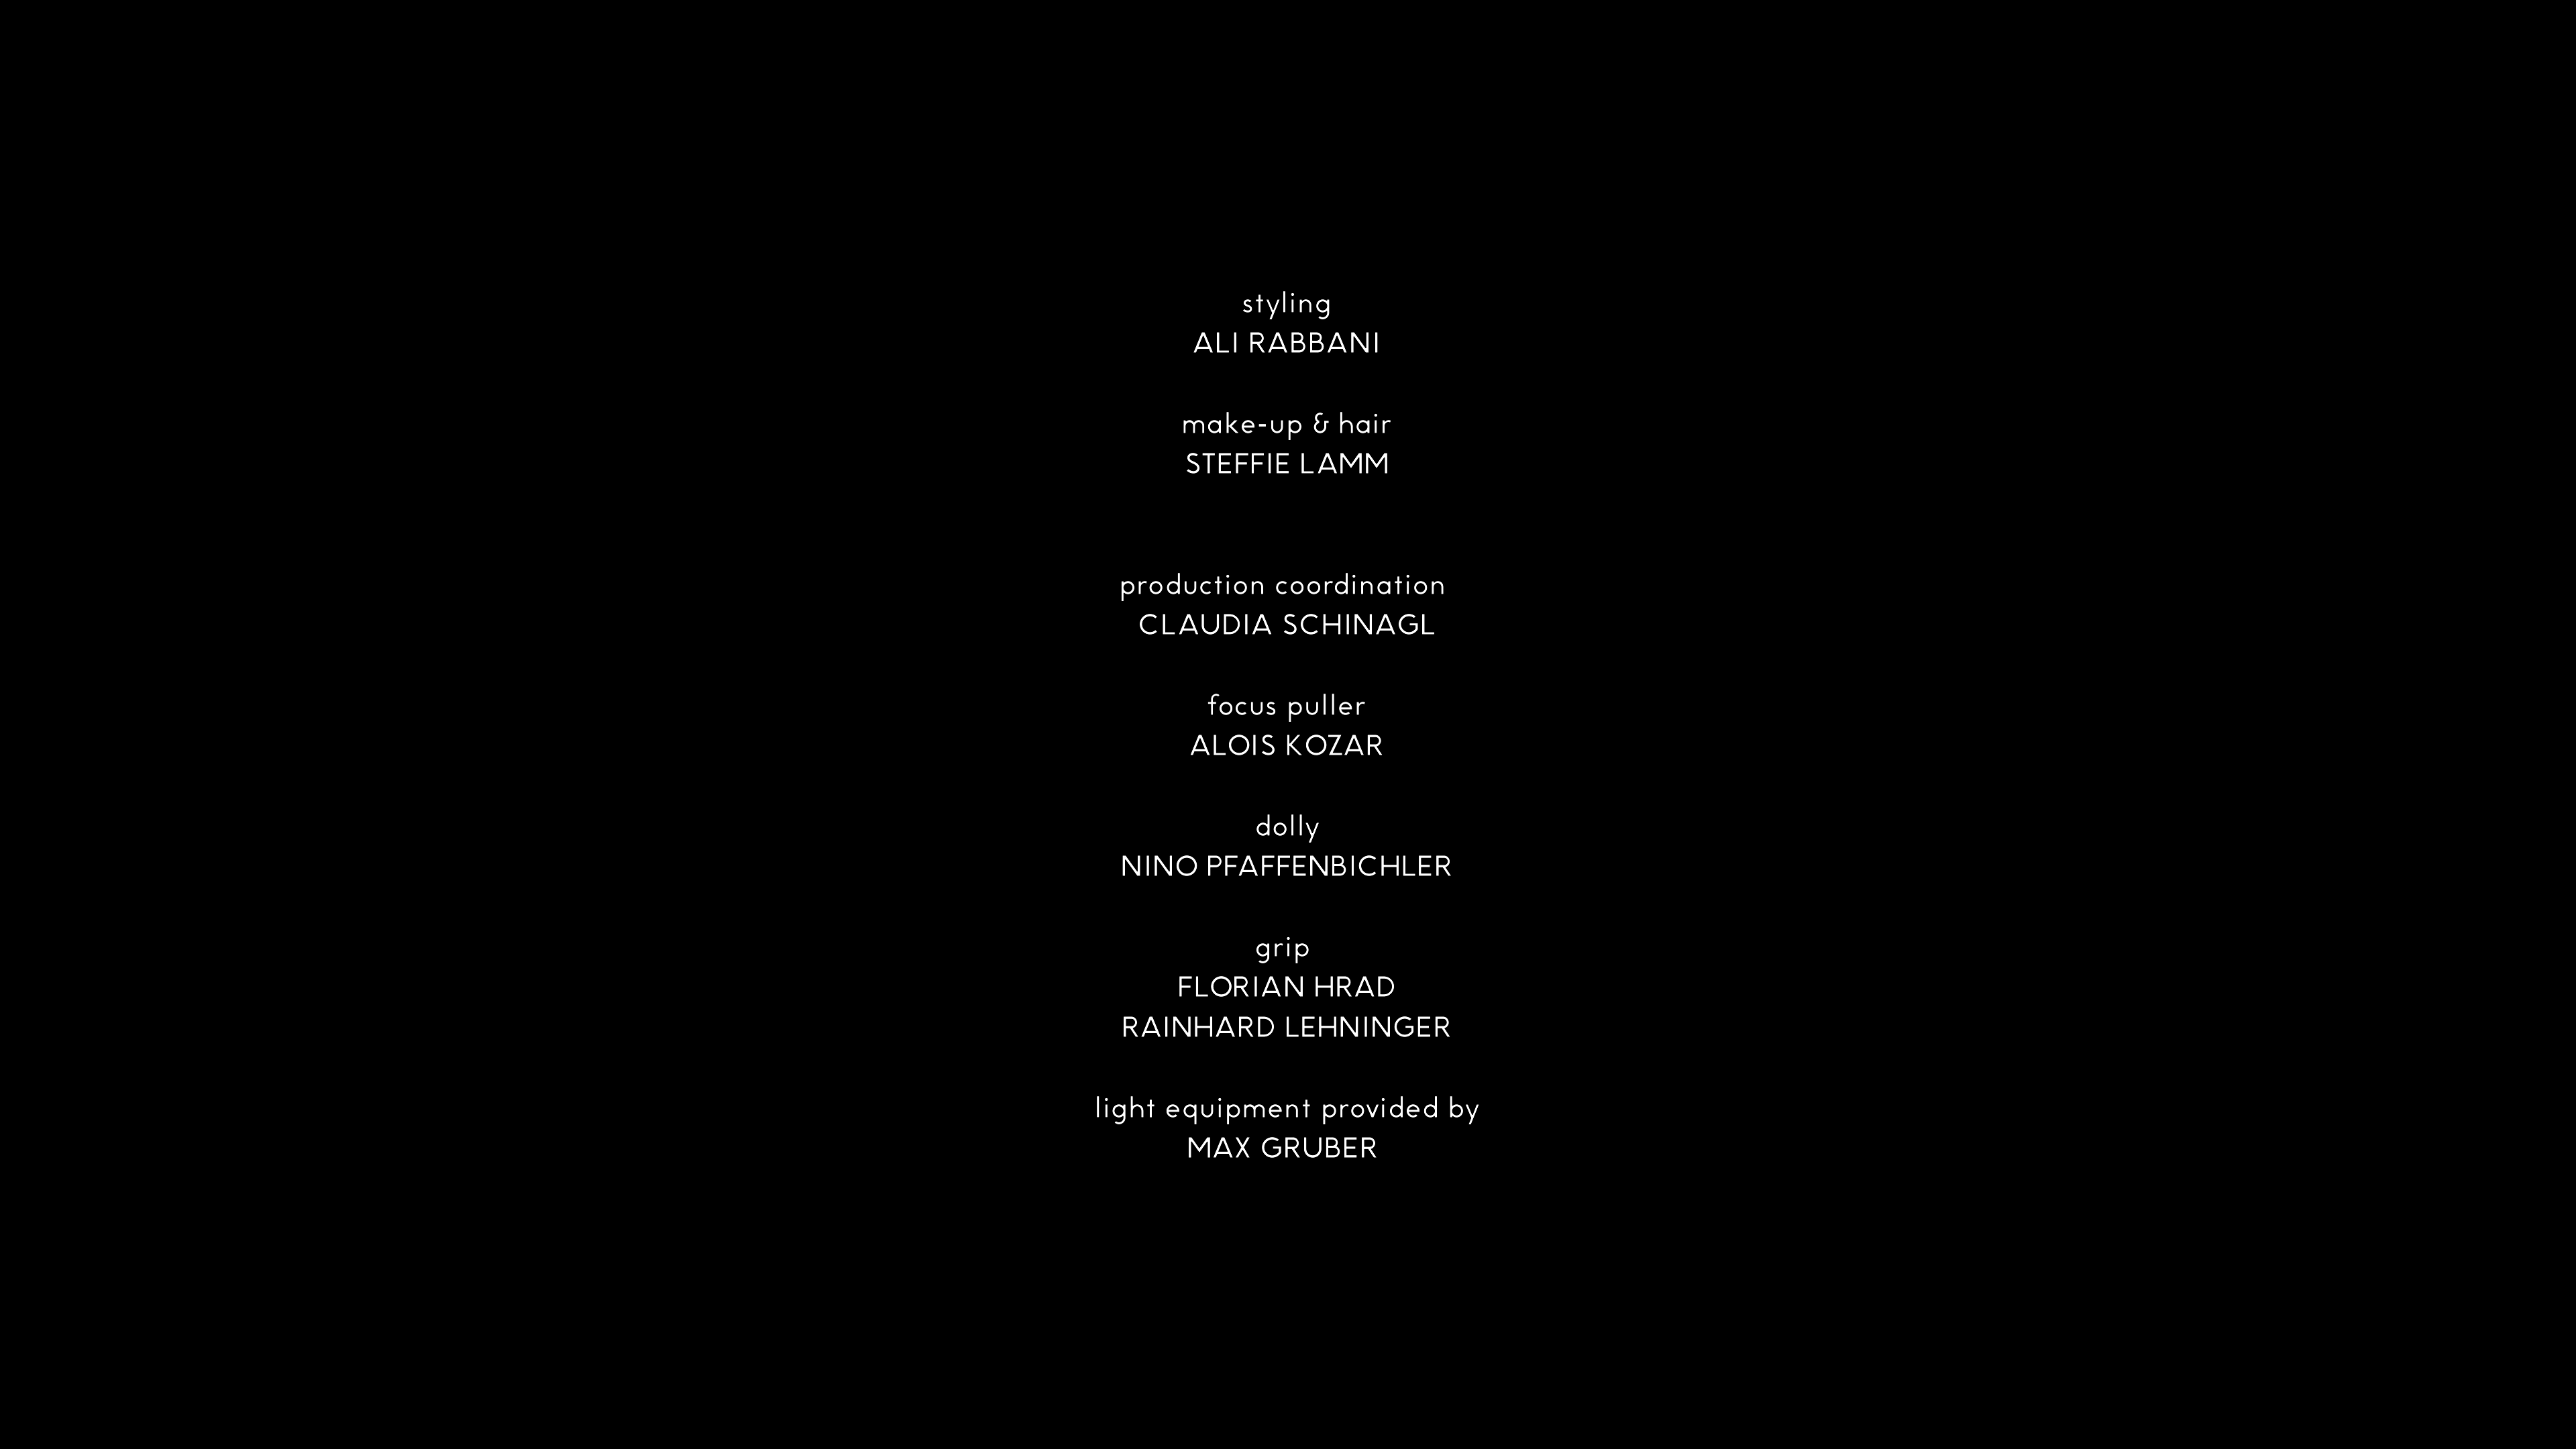 styling
ALI RABBANI
make-up & hair
STEFFIE LAMM
production coordination
CLAUDIA SCHINAGL
focus puller
ALOIS KOZAR
dolly
NINO PFAFFENBICHLER
grip
FLORIAN HRAD
RAINHARD LEHNINGER
light equipment provided by
MAX GRUBER